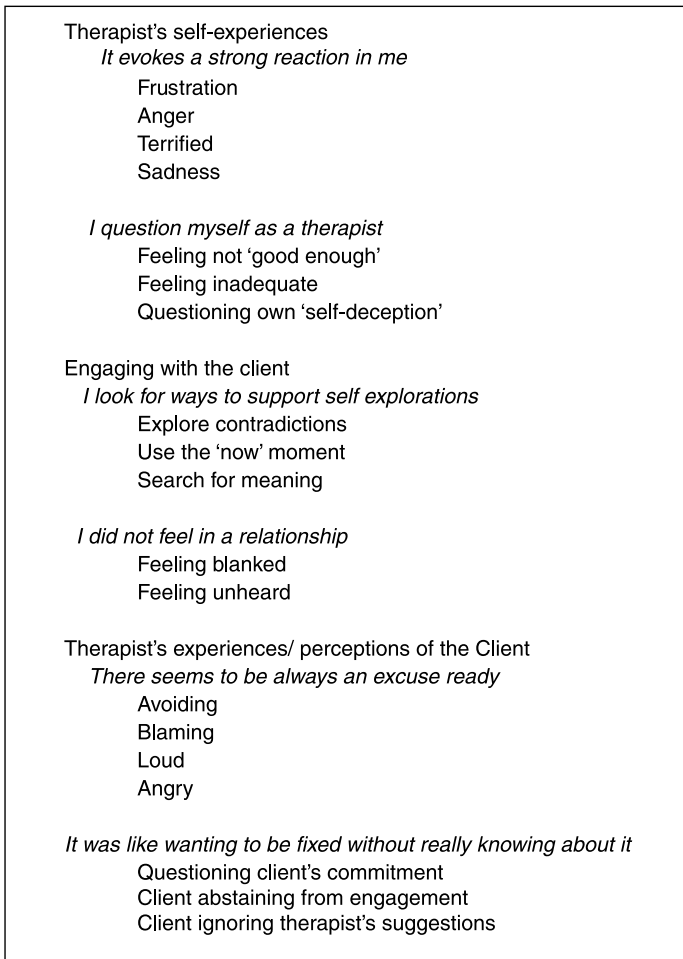 Therapist's self-experiences
It evokes a strong reaction in me
Frustration
Anger
Terrified
Sadness
I question myself as a therapist
Feeling not ‘good enough’
Feeling inadequate
Questioning own ‘self-deception’
Engaging with the client
I look for ways to support self explorations
Explore contradictions
Use the ‘now’ moment
Search for meaning
I did not feel in a relationship
Feeling blanked
Feeling unheard
Therapist’s experiences/ perceptions of the Client
There seems to be always an excuse ready
Avoiding
Blaming
Loud
Angry
It was like wanting to be fixed without really knowing about it
Questioning client’s commitment
Client abstaining from engagement
Client ignoring therapist’s suggestions